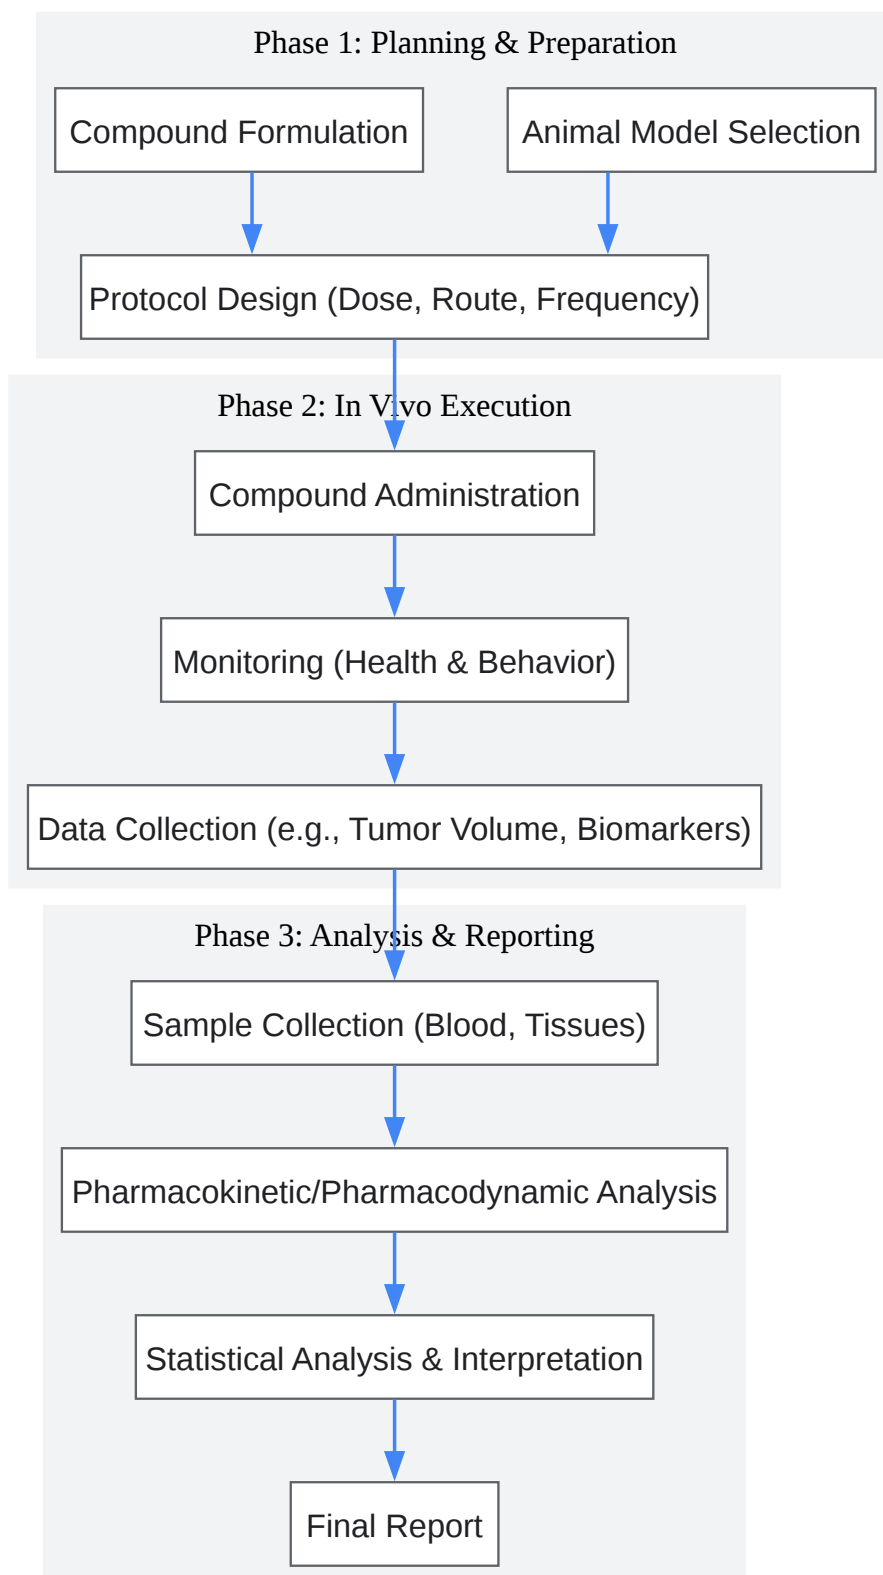 Phase 1: Planning & Preparation
Compound Formulation
Animal Model Selection
Protocol Design (Dose, Route, Frequency)
Phase 2: In Vivo Execution
Compound Administration
Monitoring (Health & Behavior)
Data Collection (e.g., Tumor Volume, Biomarkers)
Phase 3: Analysis & Reporting
Sample Collection (Blood, Tissues)
Pharmacokinetic/Pharmacodynamic Analysis
Statistical Analysis & Interpretation
Final Report